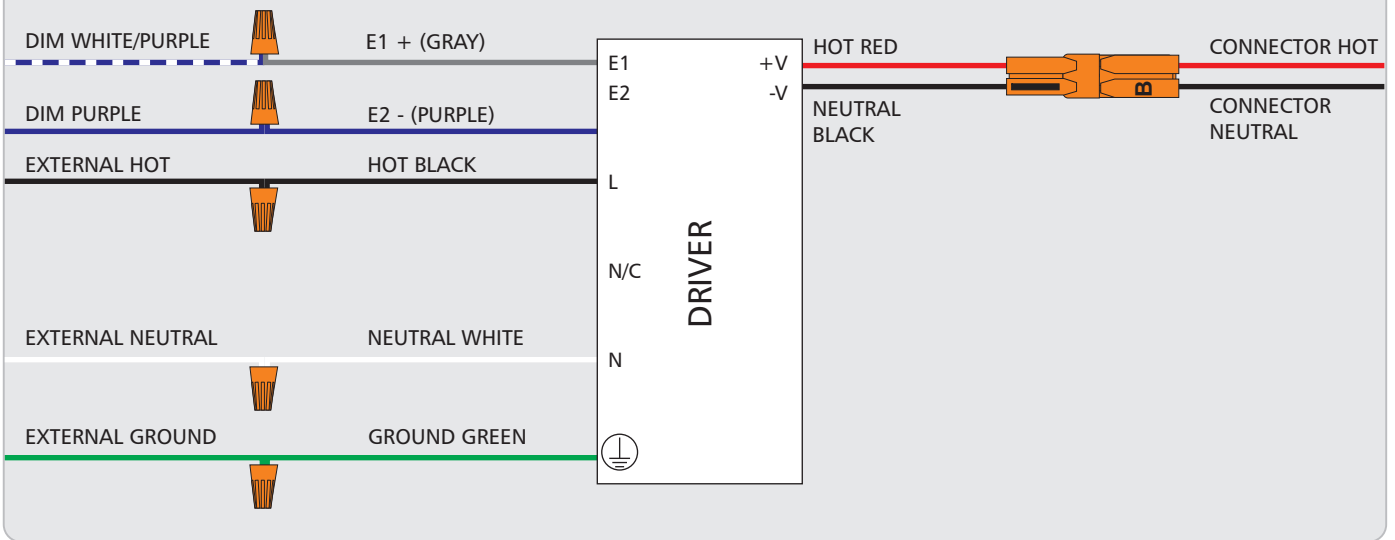 DIM WHITE/PURPLE
E1 + (GRAY)
DIM PURPLE
E2 - (PURPLE)
EXTERNAL HOT
HOT BLACK
EXTERNAL NEUTRAL
NEUTRAL WHITE
EXTERNAL GROUND
GROUND GREEN
E1
E2
L
N/C
N
DRIVER
+V
-V
HOT RED
NEUTRAL
BLACK
B
CONNECTOR HOT
CONNECTOR
NEUTRAL